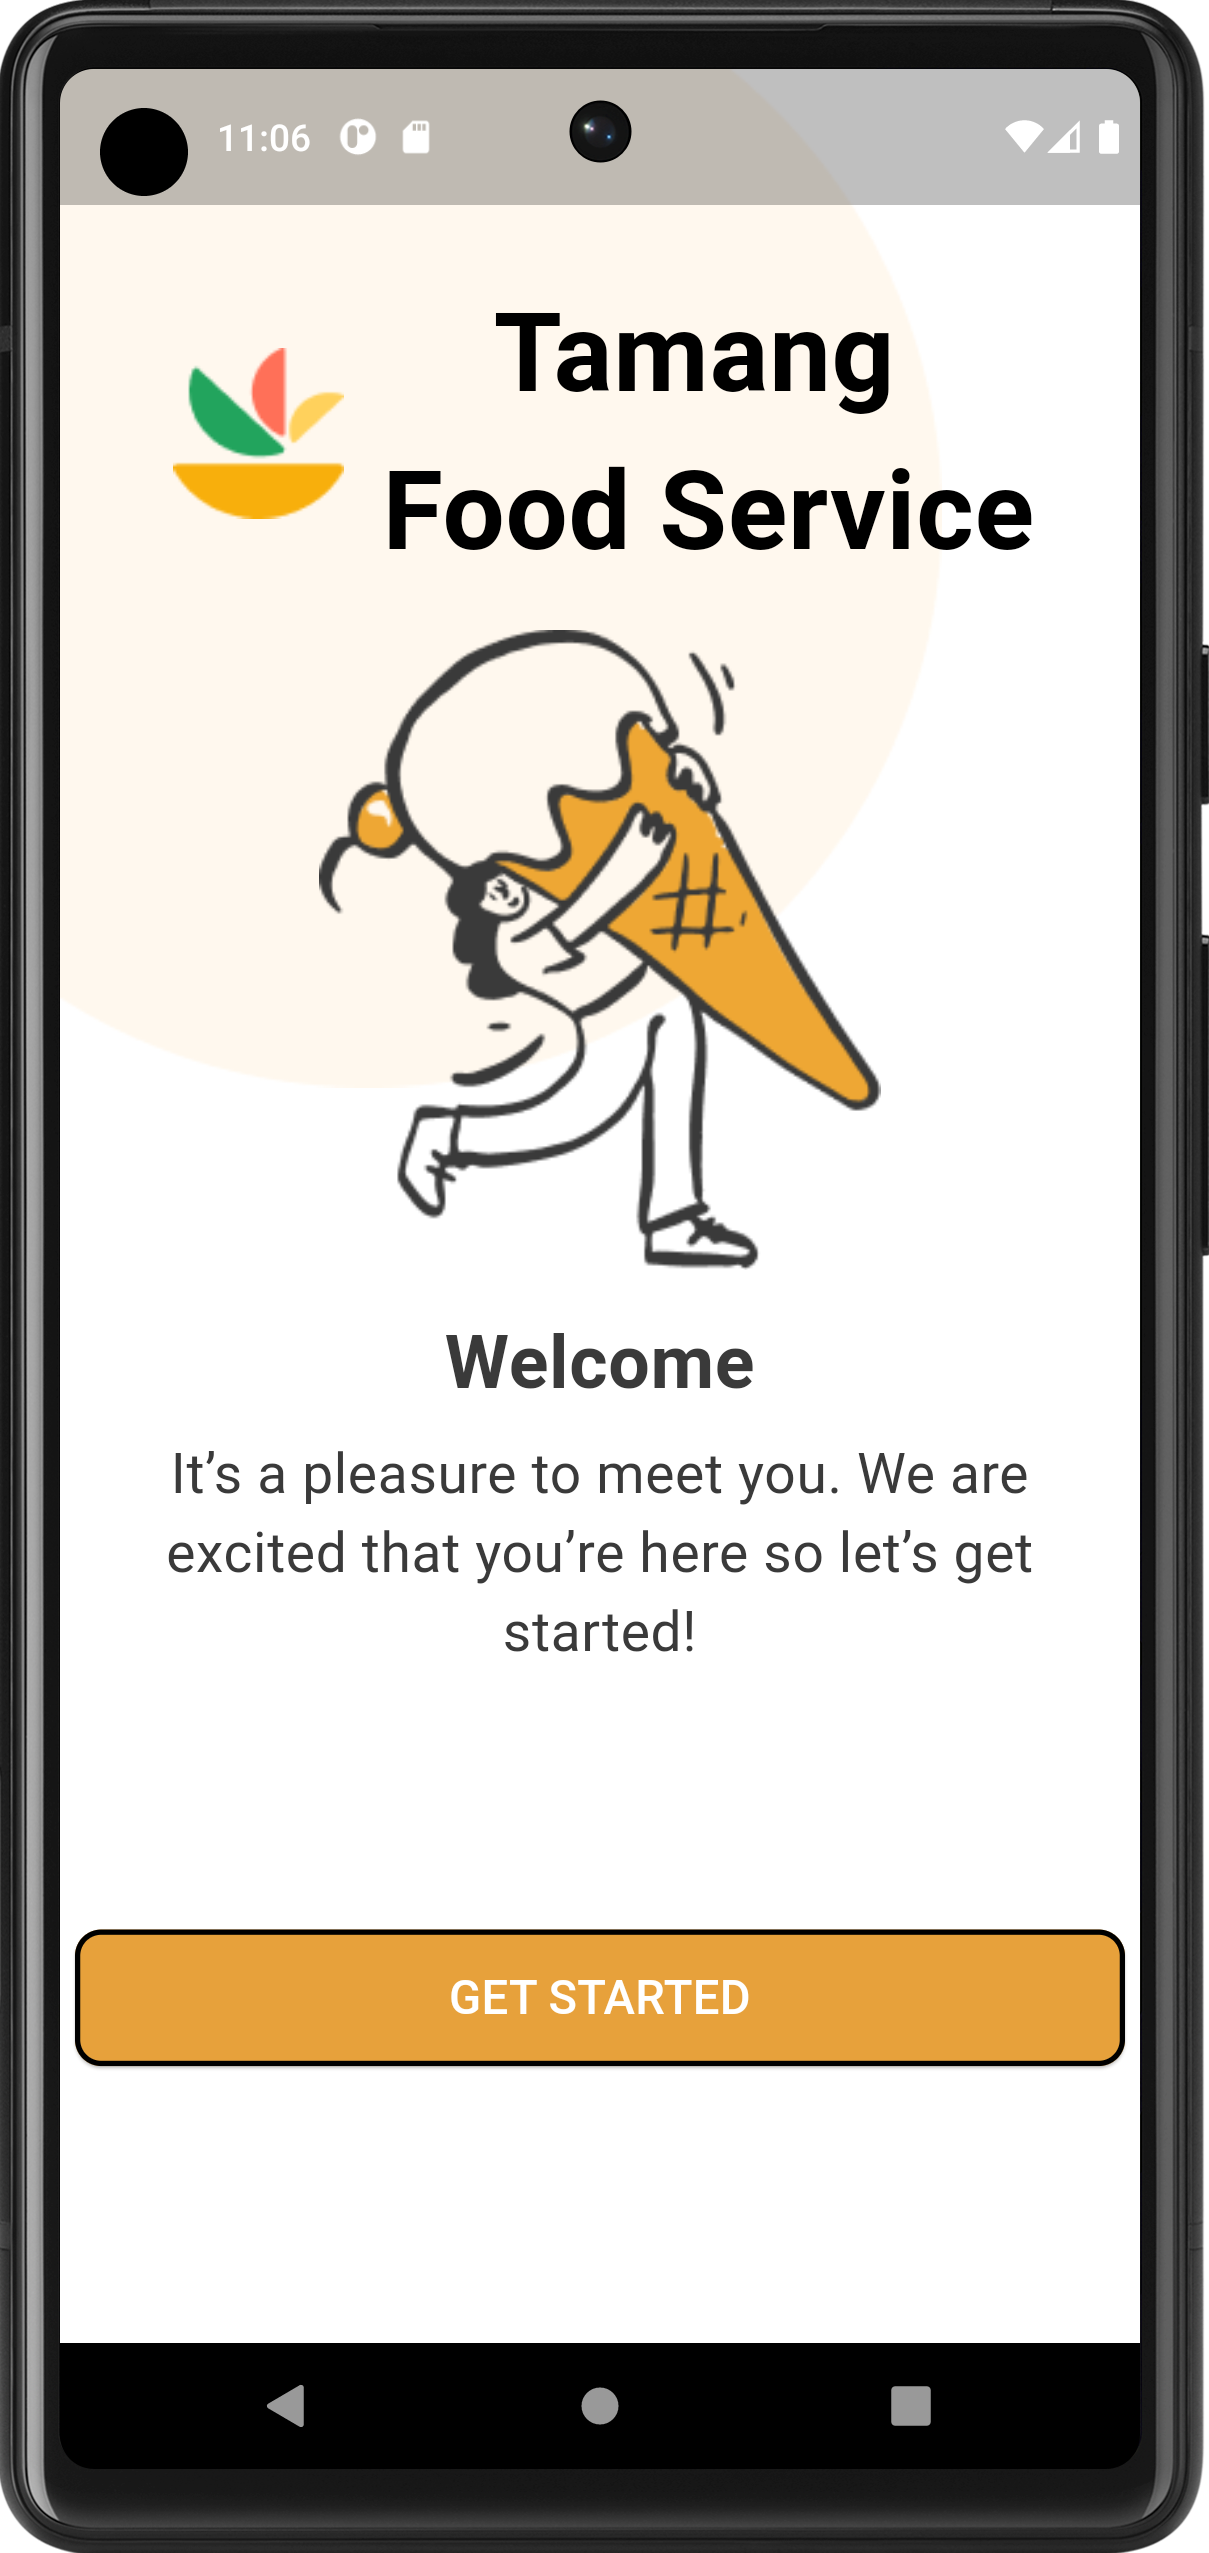 11:06
Tamang
Food Service
Welcome
It’s a pleasure to meet you. We are
excited that you’re here so let’s get
started!
GET STARTED